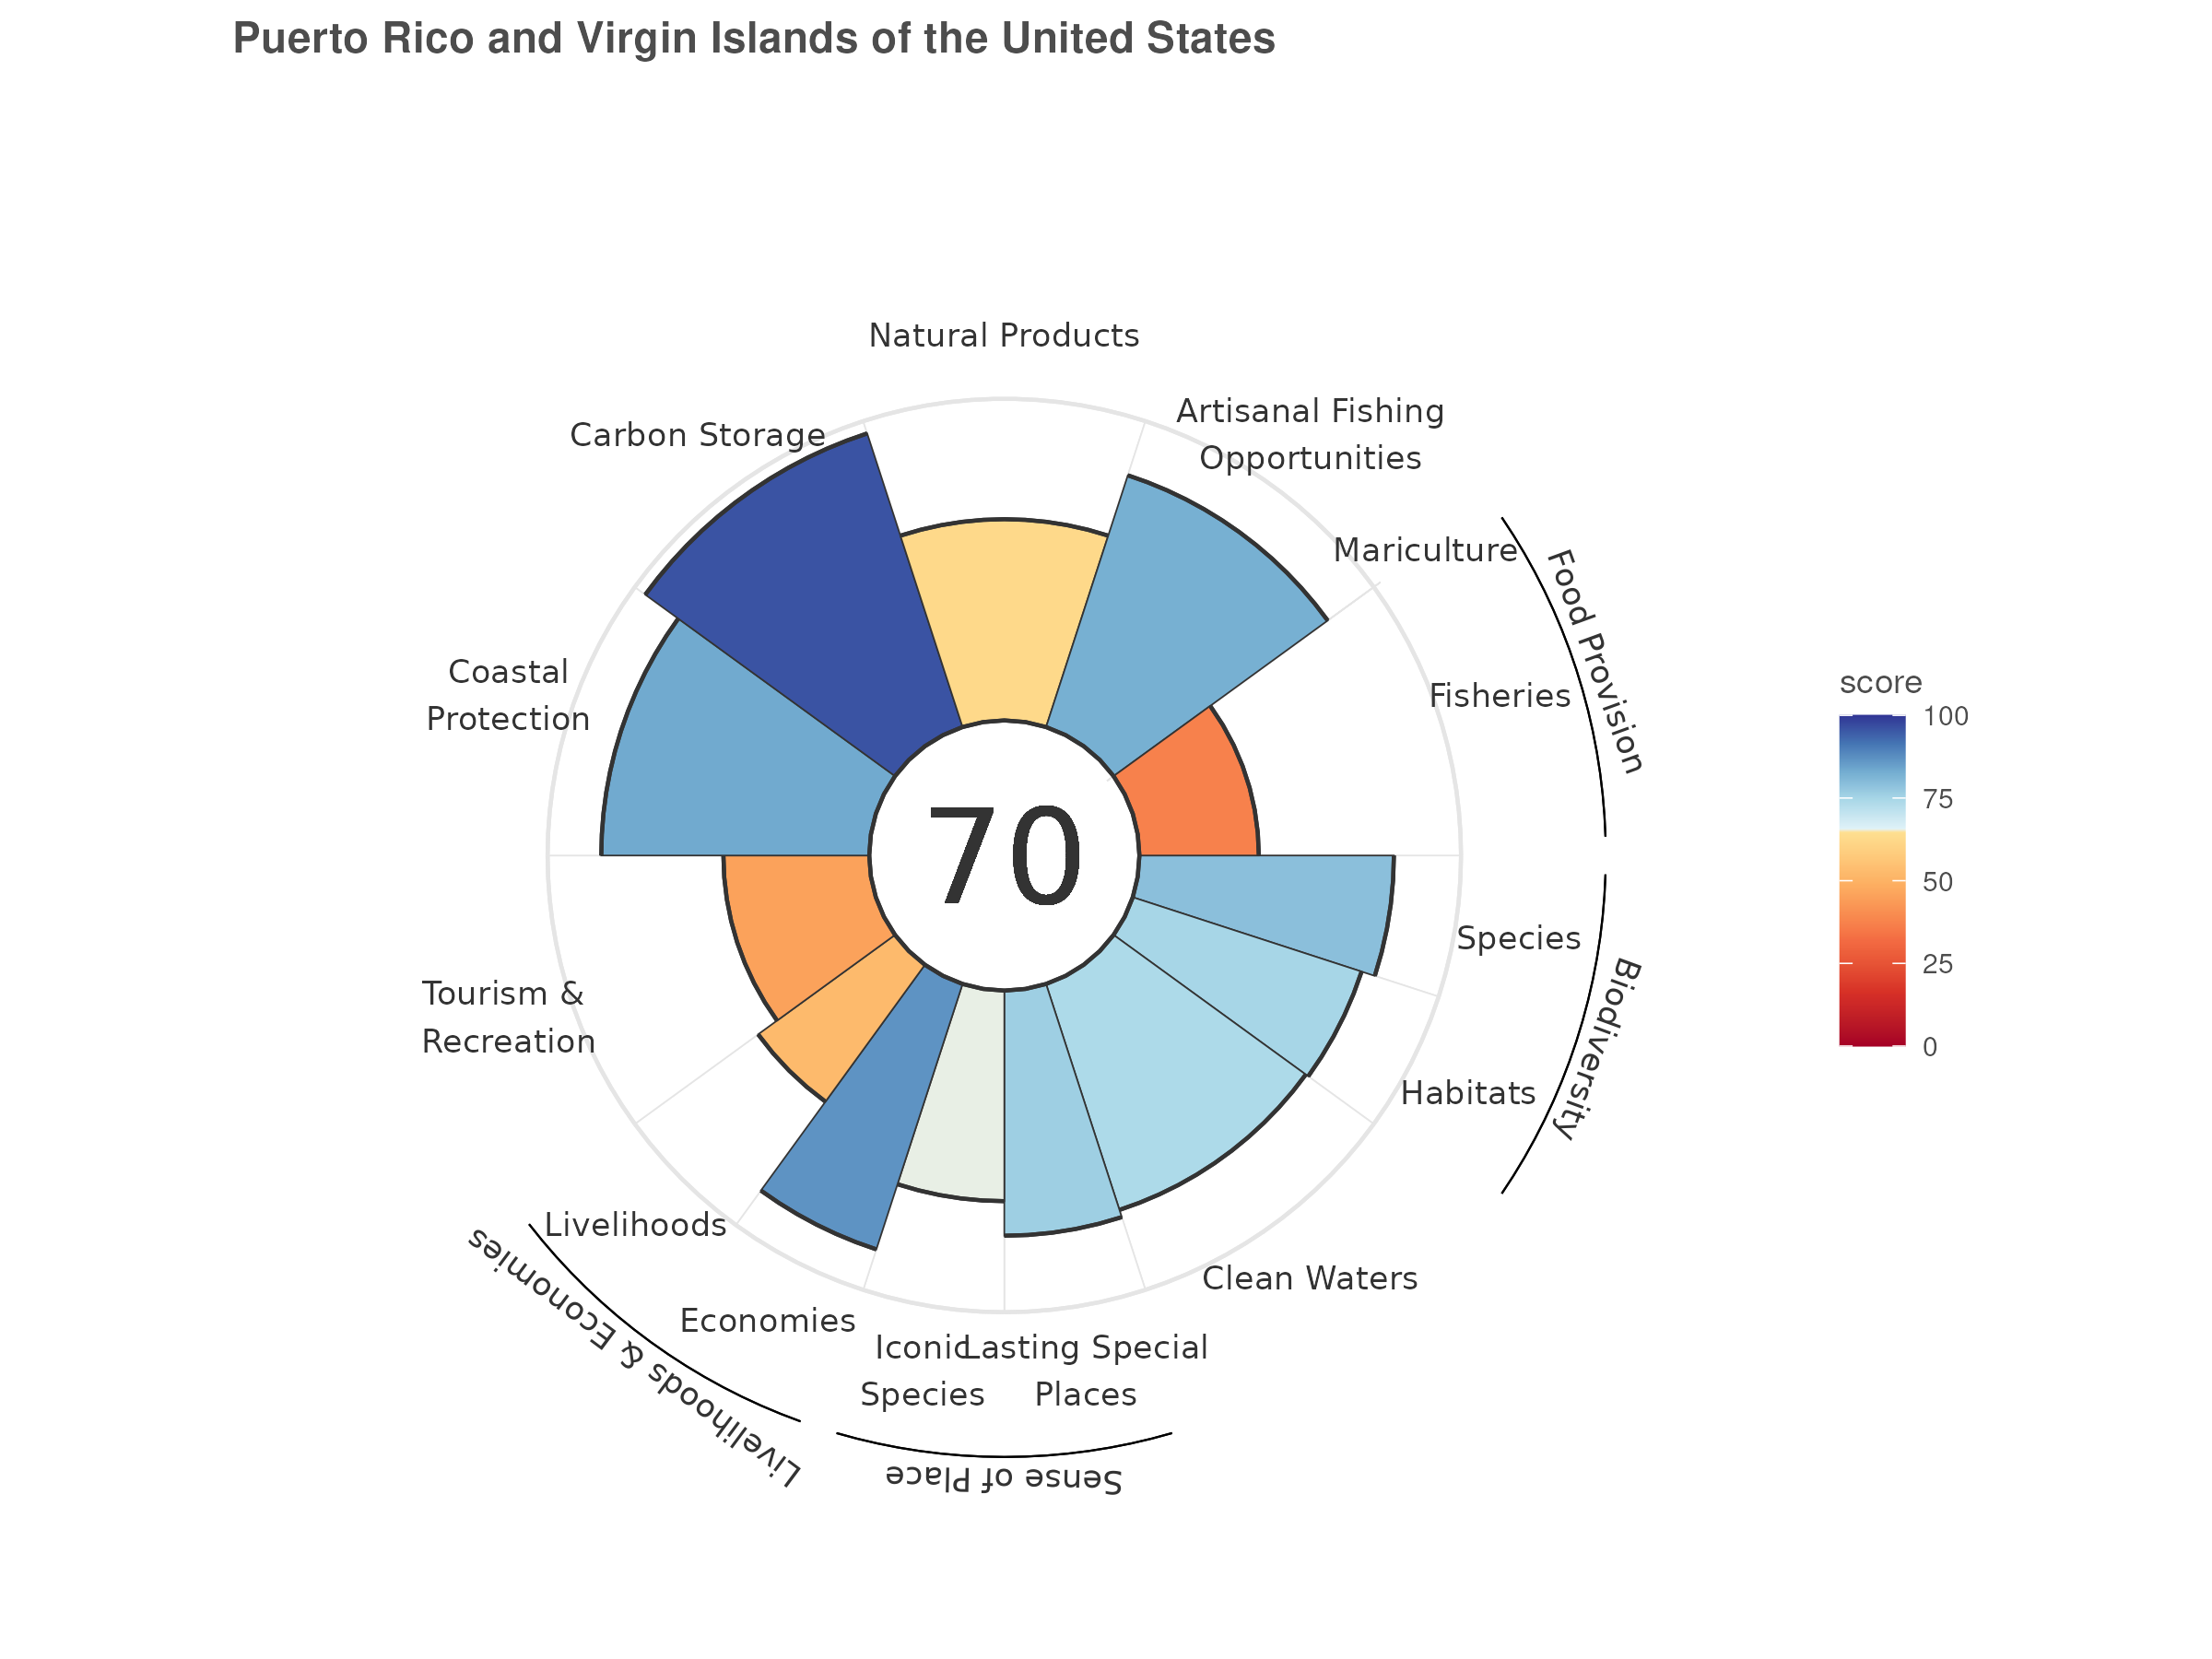 Puerto Rico and Virgin Islands of the United States
Natural Products
Artisanal Fishing
Opportunities
Carbon Storage
Mariculture
Food Provision
Fisheries
Coastal
Protection
score
100
75
50
25
0
70
Species
Biodiversity
Habitats
Tourism &
Recreation
Clean Waters
Livelihoods
Economies
Livelihoods & Economies
Iconic
Species
Lasting Special
Places
Sense of Place